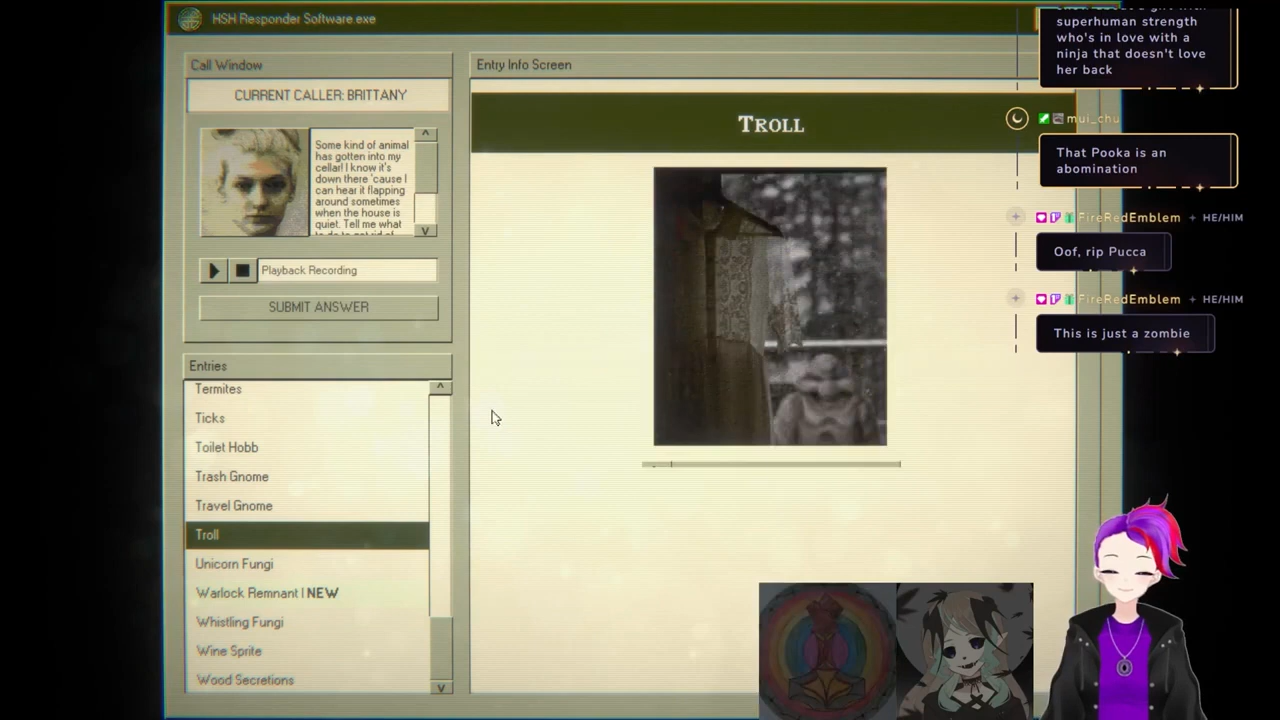 HSH Responder Software.exe
Call Window
CURRENT CALLER: BRITTANY
Some kind of animal
has gotten into my
cellar! I know it's
down there 'cause I
can hear it flapping
around sometimes
when the house is
quiet. Tell me what
Playback Recording
SUBMIT ANSWER
Entries
Termites
Ticks
Toilet Hobb
Trash Gnome
Travel Gnome
Troll
Unicorn Fungi
Warlock Remnant | NEW
Whistling Fungi
Wine Sprite
Wood Secretions
Entry Info Screen
TROLL
superhuman strength
who's in love with a
ninja that doesn't love
her back
mui_chu
That Pooka is an
abomination
FireRedEmblem + HE/HIM
Oof, rip Pucca
FireRedEmblem + HE/HIM
This is just a zombie